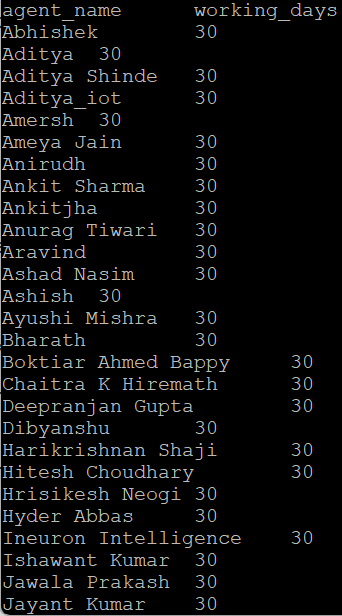 agent_name working_days
Abhishek 30
Aditya 30
Aditya Shinde 30
Aditya_iot 30
Amersh 30
Ameya Jain 30
Anirudh 30
Ankit Sharma 30
Ankitjha 30
Anurag Tiwari 30
Aravind 30
Ashad Nasim 30
Ashish 30
Ayushi Mishra 30
Bharath 30
Boktiar Ahmed Bappy 30
Chaitra K Hiremath 30
Deepranjan Gupta 30
Dibyanshu 30
Harikrishnan Shaji 30
Hitesh Choudhary 30
Hrisikesh Neogi 30
Hyder Abbas 30
Ineuron Intelligence 30
Ishawant Kumar 30
Jawala Prakash 30
Jayant Kumar 30